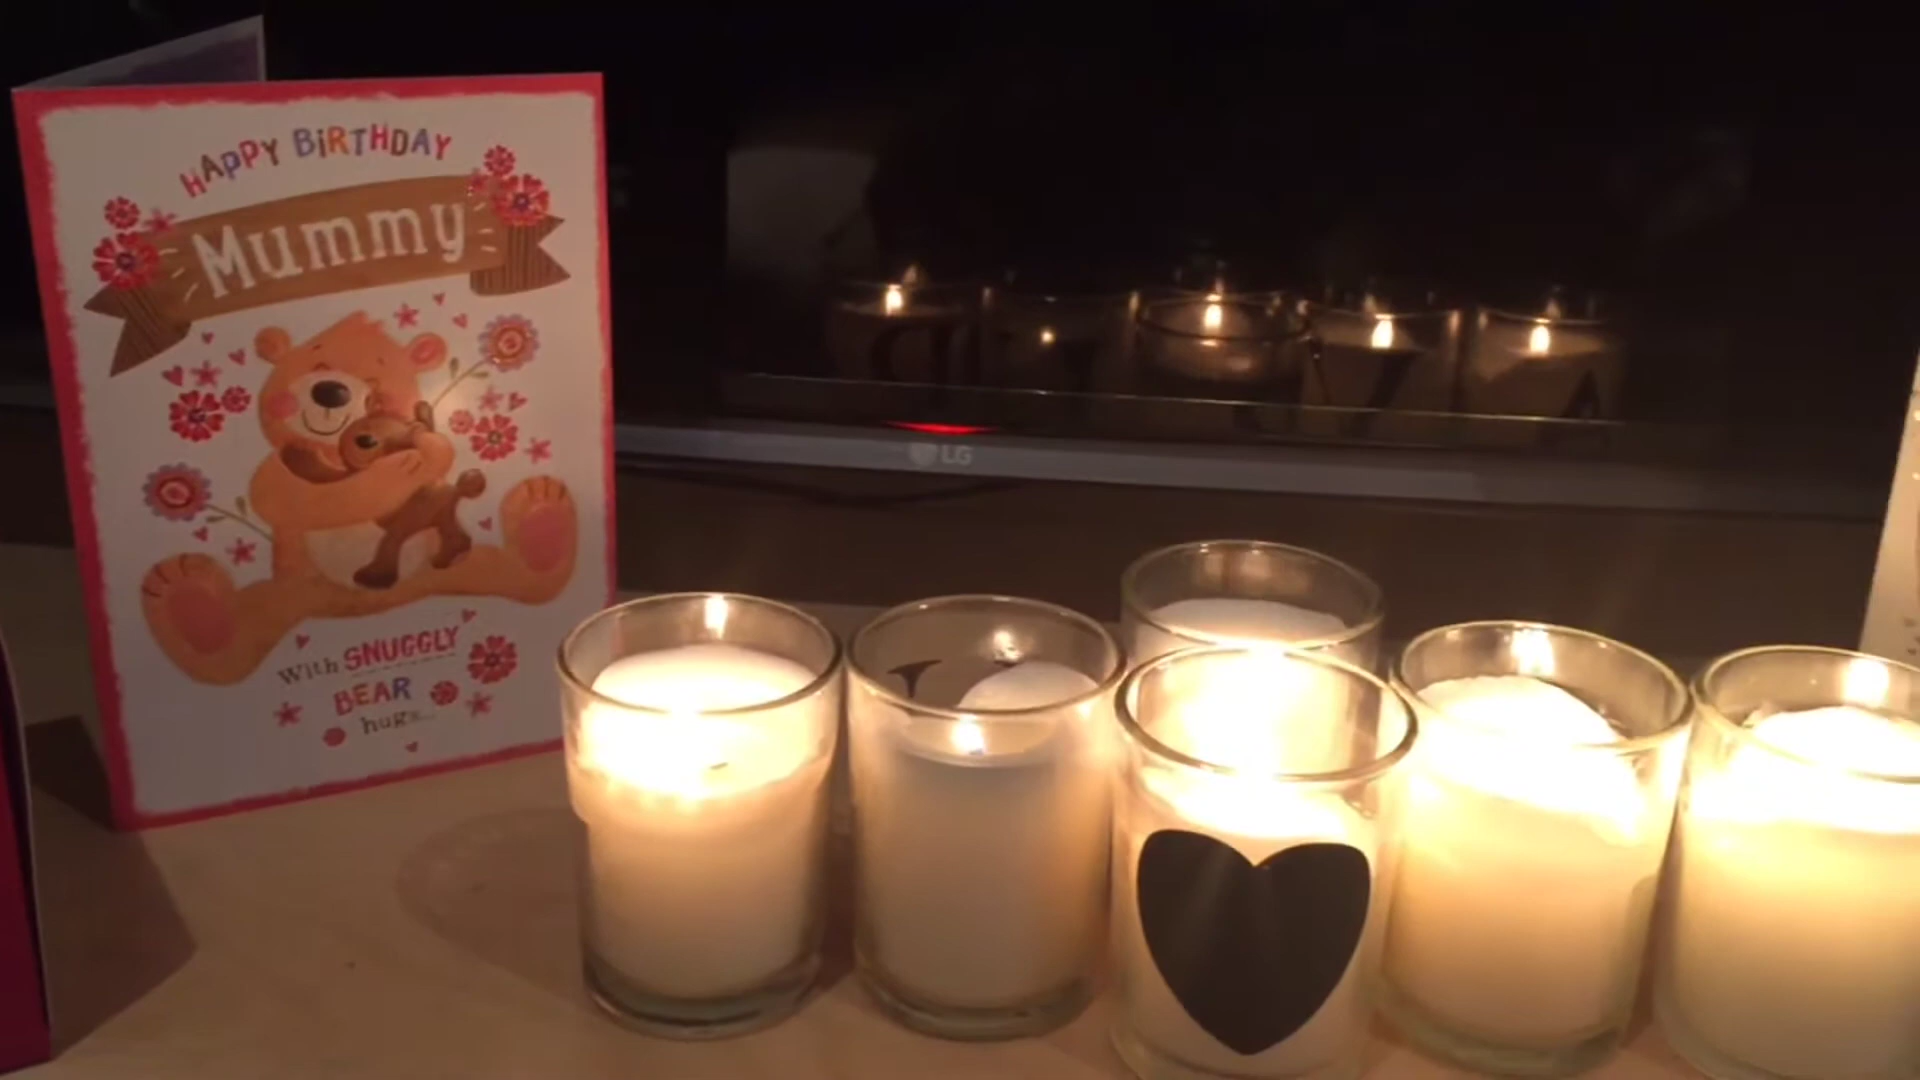 HAPPY BIRTHDAY
Mummy
With SNUGGLY
BEAR
hugs...
LG